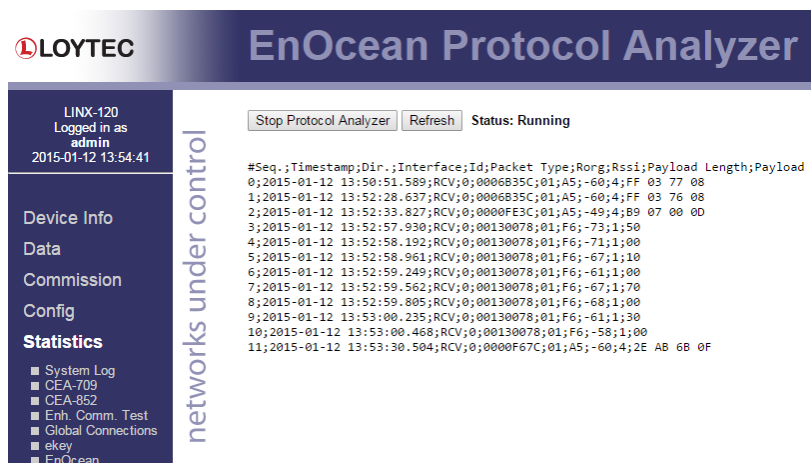 LOYTEC
EnOcean Protocol Analyzer
LINX-120
Logged in as
admin
2015-01-12 13:54:41
Device Info
Data
Commission
Config
Statistics
System Log
CEA-709
CEA-852
Enh. Comm. Test
Global Connections
ekey
EnOcean
networks under control
Stop Protocol Analyzer Refresh Status: Running
#Seq.;Timestamp;Dir.;Interface;Id;Packet Type;Rorg;Rssi;Payload Length;Payload
0;2015-01-12 13:50:51.589;RCV;0;0006B35C;01;A5;-60;4;FF 03 77 08
1;2015-01-12 13:52:28.637;RCV;0;0006B35C;01;A5;-60;4;FF 03 76 08
2;2015-01-12 13:52:33.827;RCV;0;0000FE3C;01;A5;-49;4;B9 07 00 0D
3;2015-01-12 13:52:57.930;RCV;0;00130078;01;F6;-73;1;50
4;2015-01-12 13:52:58.192;RCV;0;00130078;01;F6;-71;1;00
5;2015-01-12 13:52:58.961;RCV;0;00130078;01;F6;-67;1;10
6;2015-01-12 13:52:59.249;RCV;0;00130078;01;F6;-61;1;00
7;2015-01-12 13:52:59.562;RCV;0;00130078;01;F6;-67;1;70
8;2015-01-12 13:52:59.805;RCV;0;00130078;01;F6;-68;1;00
9;2015-01-12 13:53:00.235;RCV;0;00130078;01;F6;-61;1;30
10;2015-01-12 13:53:00.468;RCV;0;00130078;01;F6;-58;1;00
11;2015-01-12 13:53:30.504;RCV;0;0000F67C;01;A5;-60;4;2E AB 6B 0F